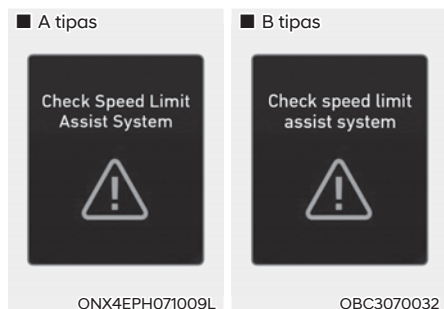 ■ A tipas
Check Speed Limit
Assist System
ONX4EPH071009L
■ B tipas
Check speed limit
assist system
OBC3070032